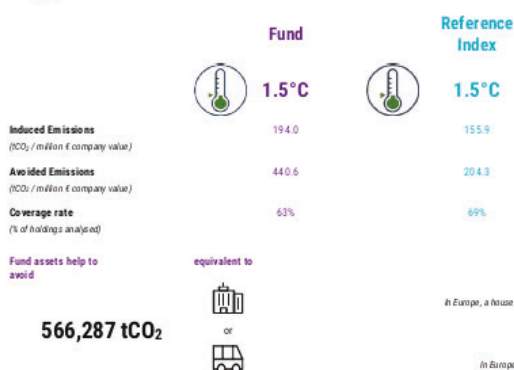 Fund
Reference
Index
1.5°C
1.5°C
Induced Emissions
194.0
155.9
(tCO₂ / million € company value)
Avoided Emissions
440.6
204.3
(tCO₂ / million € company value)
Coverage rate
63%
69%
(% of holdings analysed)
Fund assets help to
avoid
equivalent to
In Europe, a house
566,287 tCO₂
or
In Europe